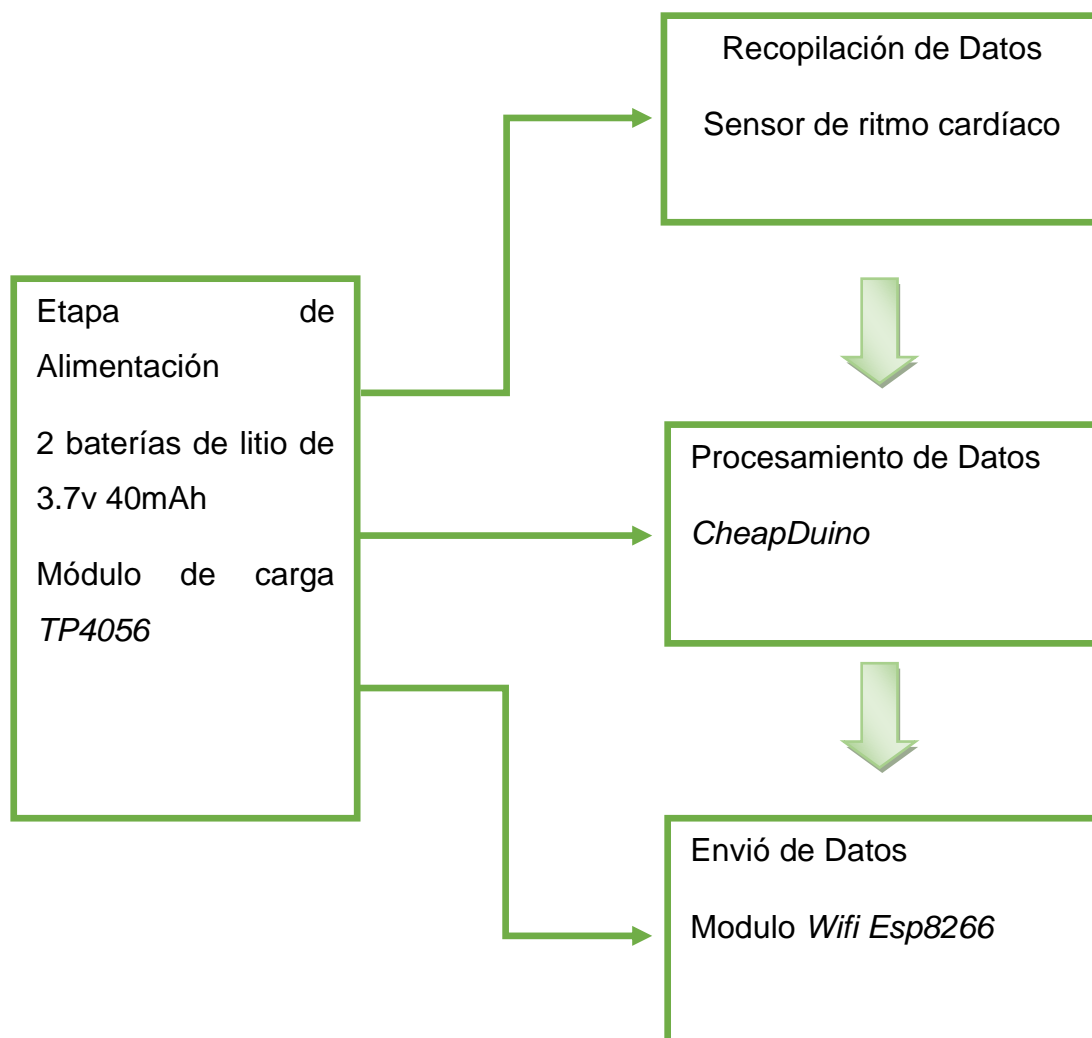 Recopilación de Datos
Sensor de ritmo cardíaco
Etapa de
Alimentación
2 baterías de litio de
3.7v 40mAh
Módulo de carga
TP4056
Procesamiento de Datos
CheapDuino
Envió de Datos
Modulo Wifi Esp8266